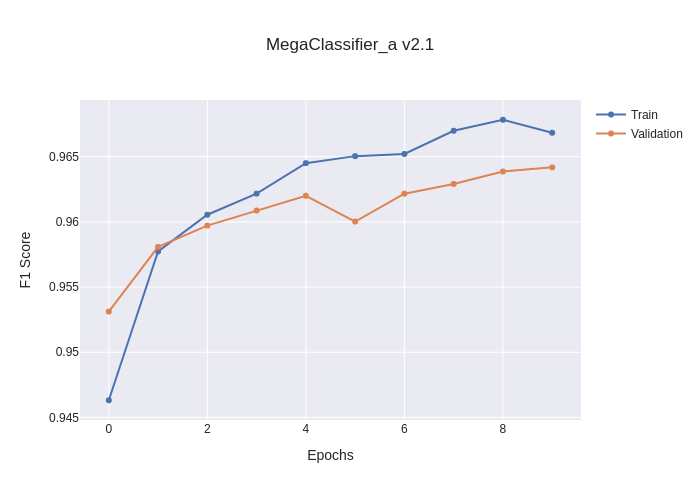 MegaClassifier_a v2.1
Train
Validation
0.965
0.96
0.955
0.95
0.945
F1 Score
0 2 4 6 8
Epochs